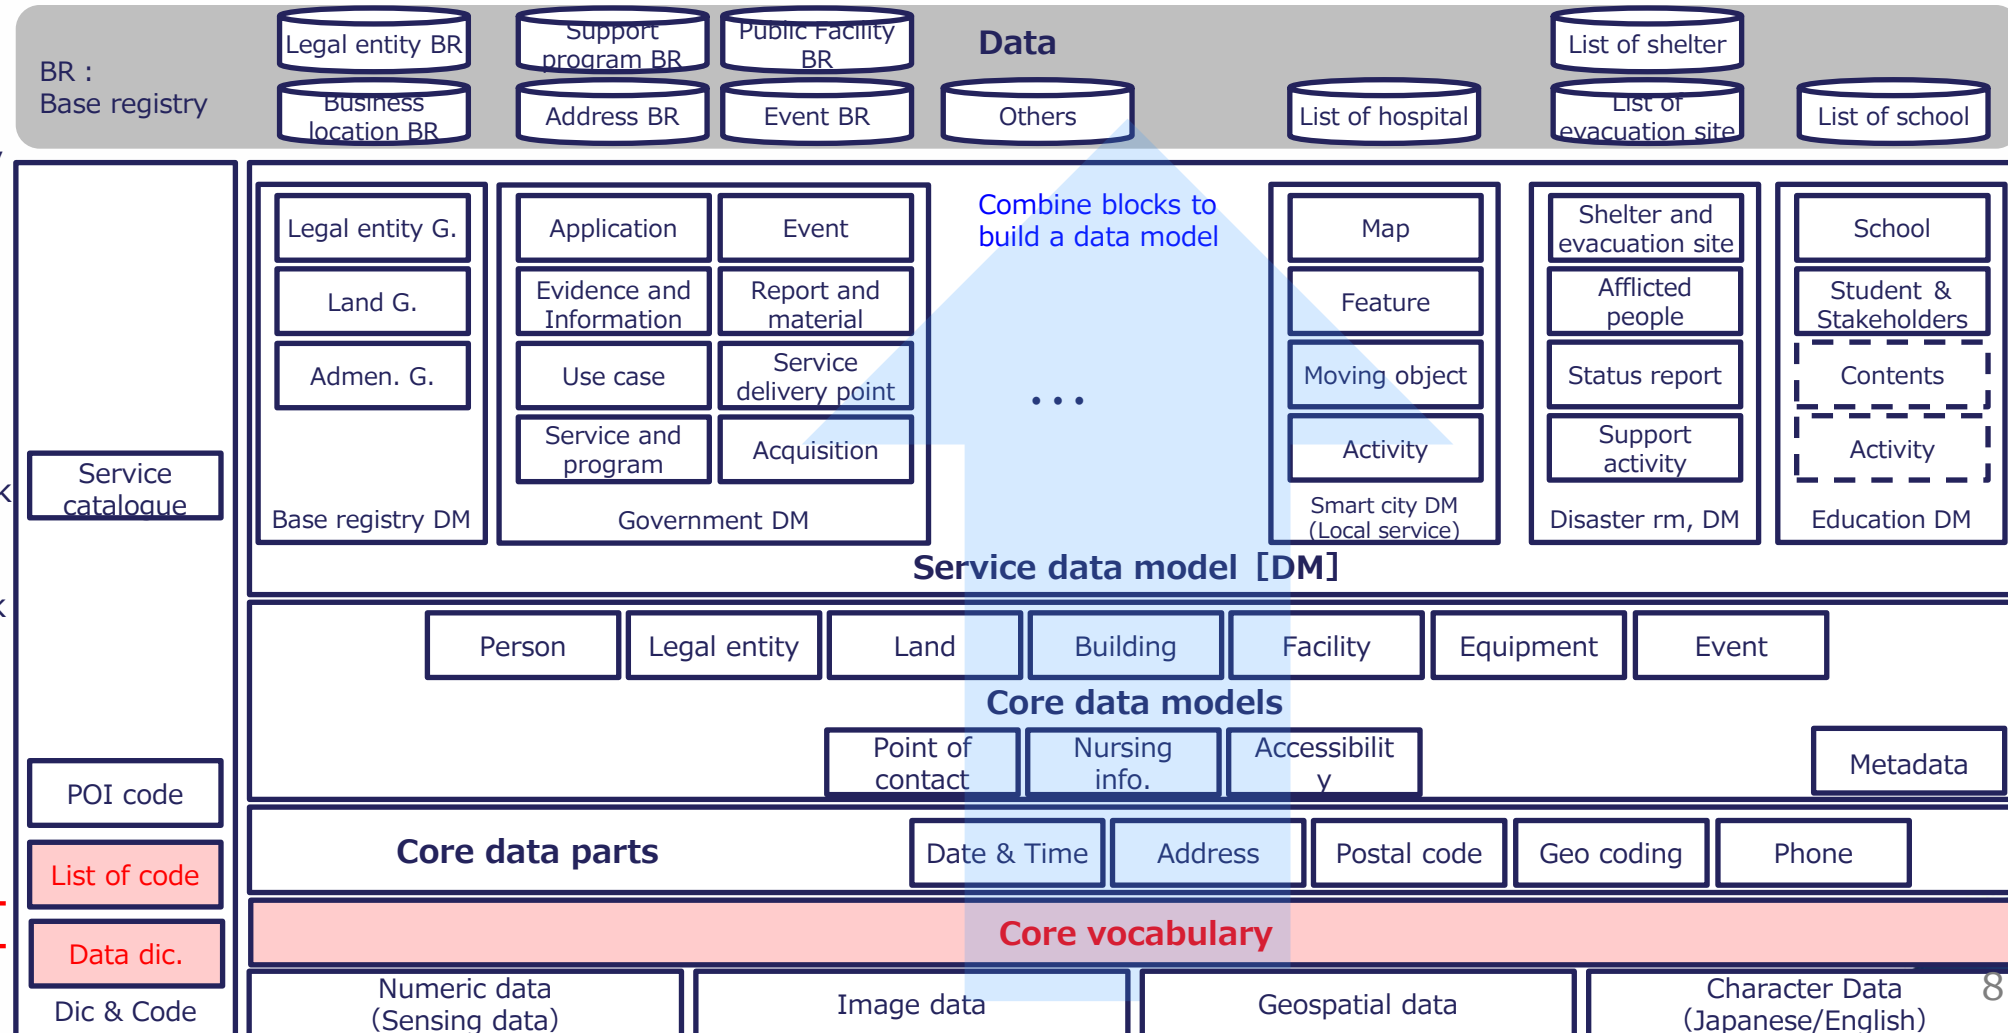 BR :
Base registry
Legal entity BR
Support
program BR
Public Facility
BR
Data
List of shelter
Business
location BR
Address BR
Event BR
Others
List of hospital
List of
evacuation site
List of school
Combine blocks to
build a data model
Legal entity G.
Land G.
Admen. G.
Base registry DM
Application
Event
Evidence and
Information
Report and
material
Use case
Service
delivery point
Service and
program
Acquisition
Government DM
...
Map
Feature
Moving object
Activity
Smart city DM
(Local service)
Shelter and
evacuation site
Afflicted
people
Status report
Support
activity
Disaster rm, DM
School
Student &
Stakeholders
Contents
Activity
Education DM
Service data model [DM]
Person
Legal entity
Land
Building
Facility
Equipment
Event
Core data models
Point of
contact
Nursing
info.
Accessibilit
y
Metadata
Core data parts
Date & Time
Address
Postal code
Geo coding
Phone
Core vocabulary
Numeric data
（Sensing data）
Image data
Geospatial data
Character Data
（Japanese/English）
Service
catalogue
POI code
List of code
Data dic.
Dic & Code
8